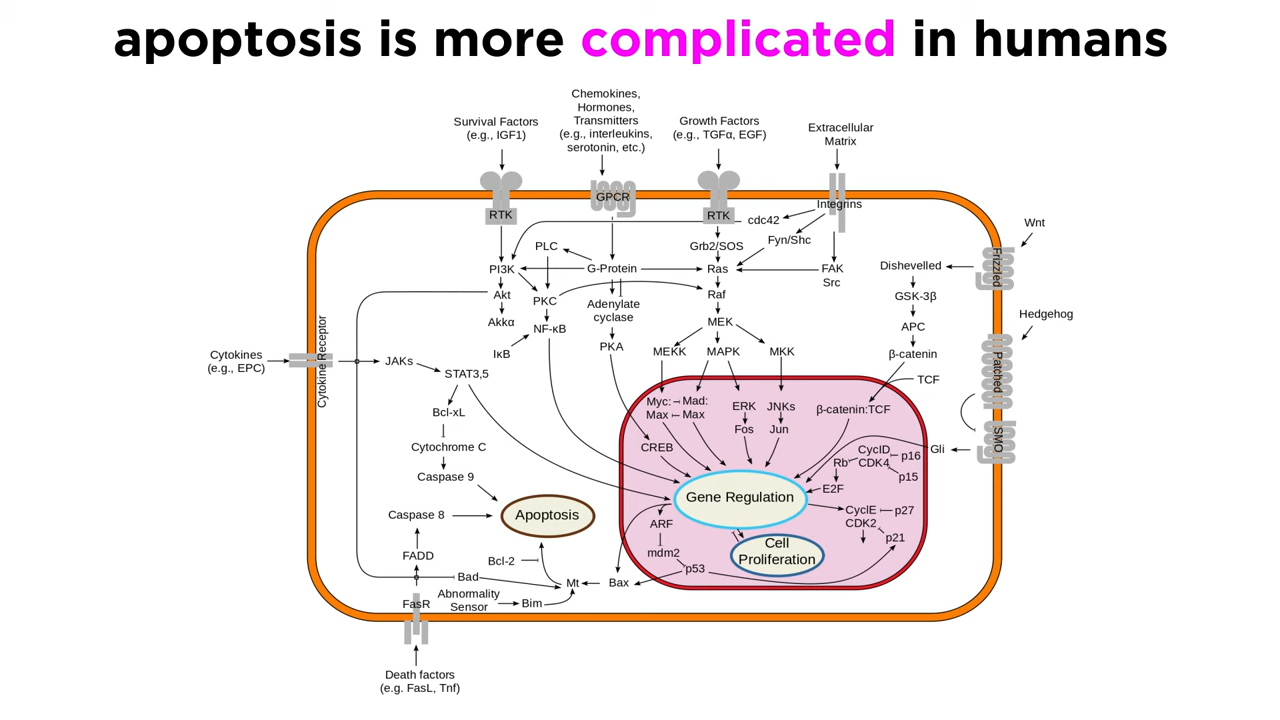 apoptosis is more complicated in humans
Chemokines,
Hormones,
Transmitters
(e.g., interleukins,
serotonin, etc.)
Survival Factors
(e.g., IGF1)
Growth Factors
(e.g., TGFα, EGF)
Extracellular
Matrix
GPCR
RTK
RTK
Integrins
cdc42
Wnt
PLC
Grb2/SOS
Fyn/Shc
Frizzled
PI3K
G-Protein
Ras
FAK
Src
Dishevelled
Akt
PKC
Adenylate
cyclase
Raf
GSK-3β
Hedgehog
Akkα
NF-κB
MEK
APC
Cytokine Receptor
IκB
PKA
MEKK
MAPK
MKK
β-catenin
Cytokines
(e.g., EPC)
JAKs
STAT3,5
TCF
Patched
Myc:
Max
Mad:
Max
ERK
JNKs
β-catenin:TCF
Bcl-xL
Fos
Jun
SMO
Cytochrome C
CREB
CyclD
CDK4
p16
Gli
Rb
p15
Caspase 9
E2F
Gene Regulation
Caspase 8
Apoptosis
ARF
CyclE
CDK2
p27
p21
FADD
Bcl-2
mdm2
Cell
Proliferation
p53
Bad
Mt
Bax
FasR
Abnormality
Sensor
Bim
Death factors
(e.g. FasL, Tnf)